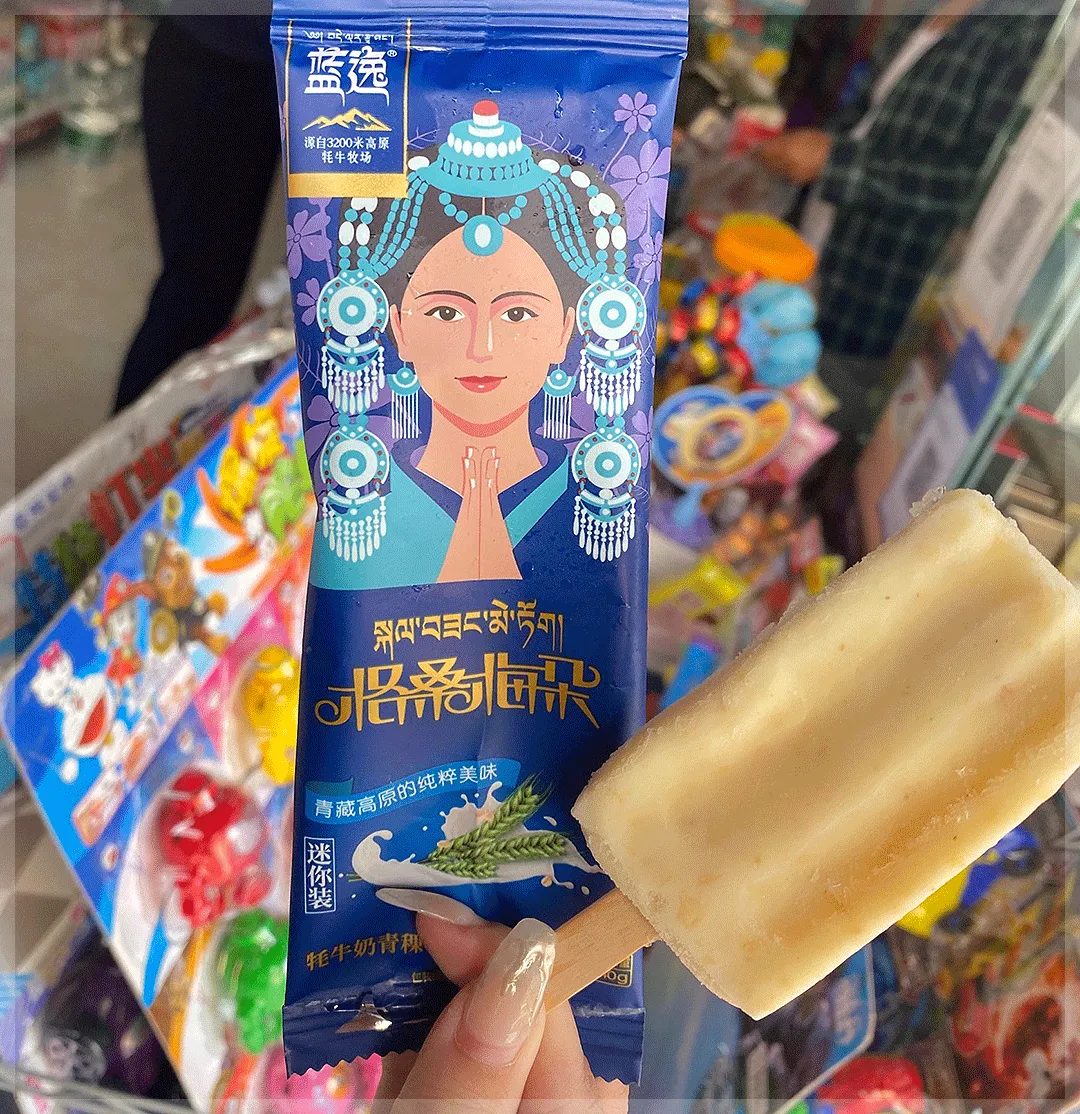 蓝逸®
源自3200米高原
牦牛牧场
སྐལ་བཟང་མེ་ཏོག།
格桑梅朵
青藏高原的纯粹美味
迷你装
牦牛奶青稞